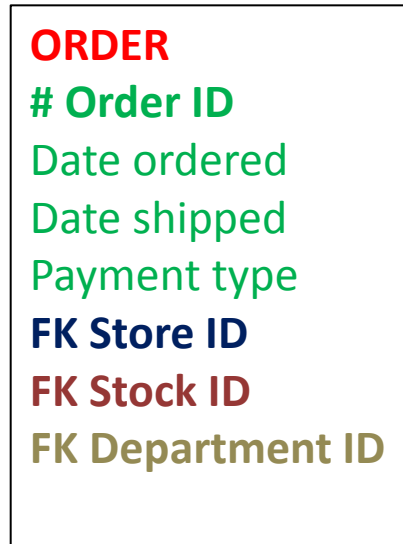 ORDER
# Order ID
Date ordered
Date shipped
Payment type
FK Store ID
FK Stock ID
FK Department ID